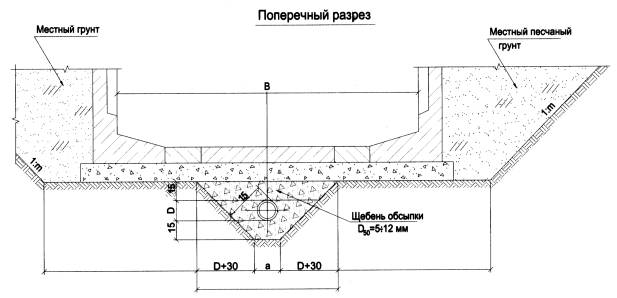 Поперечный разрез
Местный грунт
Местный песчаный
грунт
B
1:m
1:m
15
D
15
15
Щебень обсыпки
D50=5÷12 мм
D+30
a
D+30